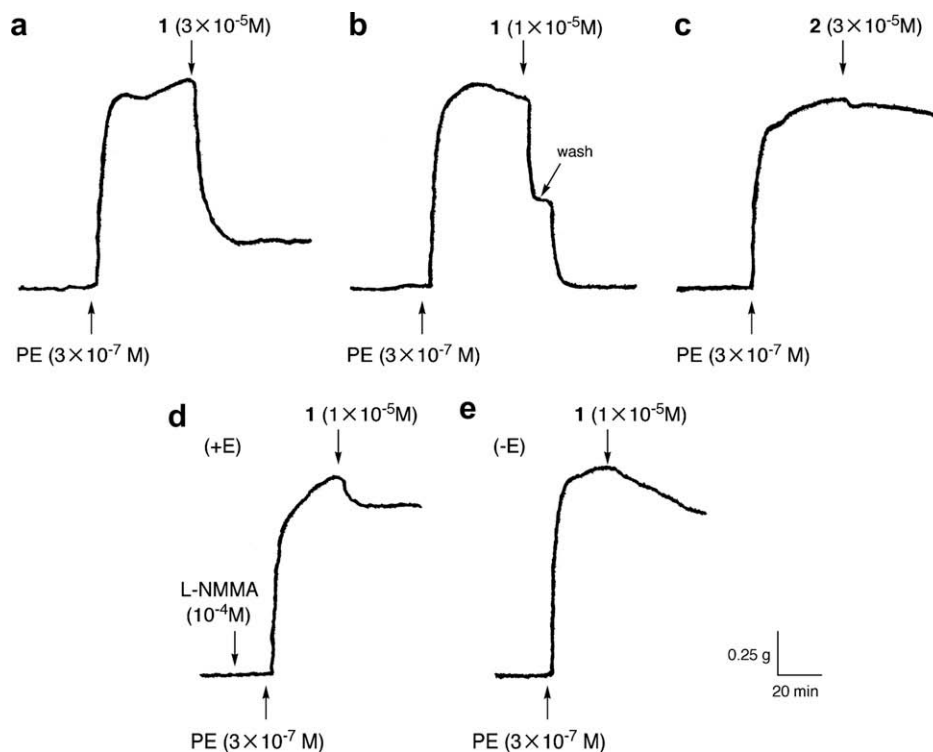 a
1 (3×10⁻⁵M)
PE (3×10⁻⁷ M)
b
1 (1×10⁻⁵M)
wash
PE (3×10⁻⁷ M)
c
2 (3×10⁻⁵M)
PE (3×10⁻⁷ M)
d
(+E)
1 (1×10⁻⁵M)
L-NMMA
(10⁻⁴M)
PE (3×10⁻⁷ M)
e
(-E)
1 (1×10⁻⁵M)
PE (3×10⁻⁷ M)
0.25 g
20 min